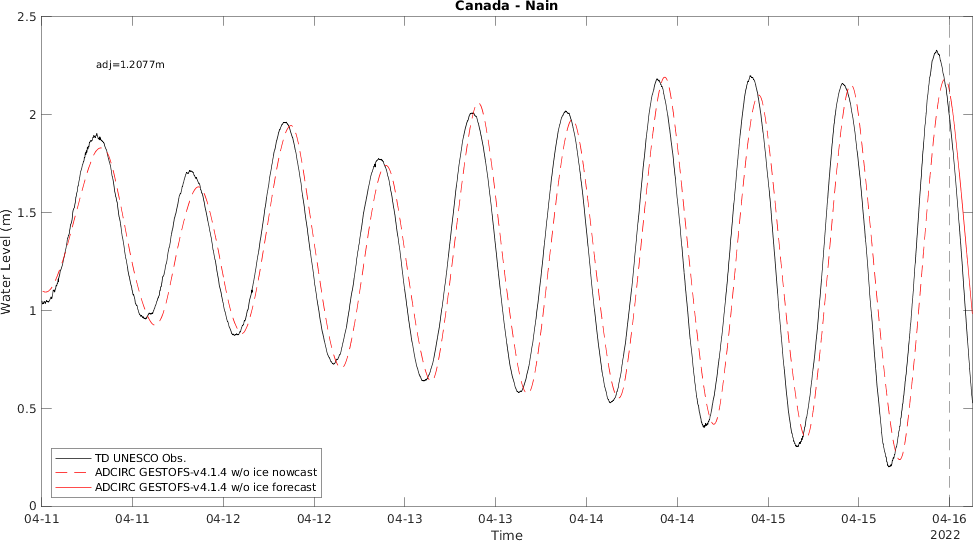 Canada - Nain
2.5
adj=1.2077m
2
1.5
Water Level (m)
1
0.5
TD UNESCO Obs.
ADCIRC GESTOFS-v4.1.4 w/o ice nowcast
ADCIRC GESTOFS-v4.1.4 w/o ice forecast
0
04-11 04-11 04-12 04-12 04-13 04-13 04-14 04-14 04-15 04-15 04-16
Time 2022